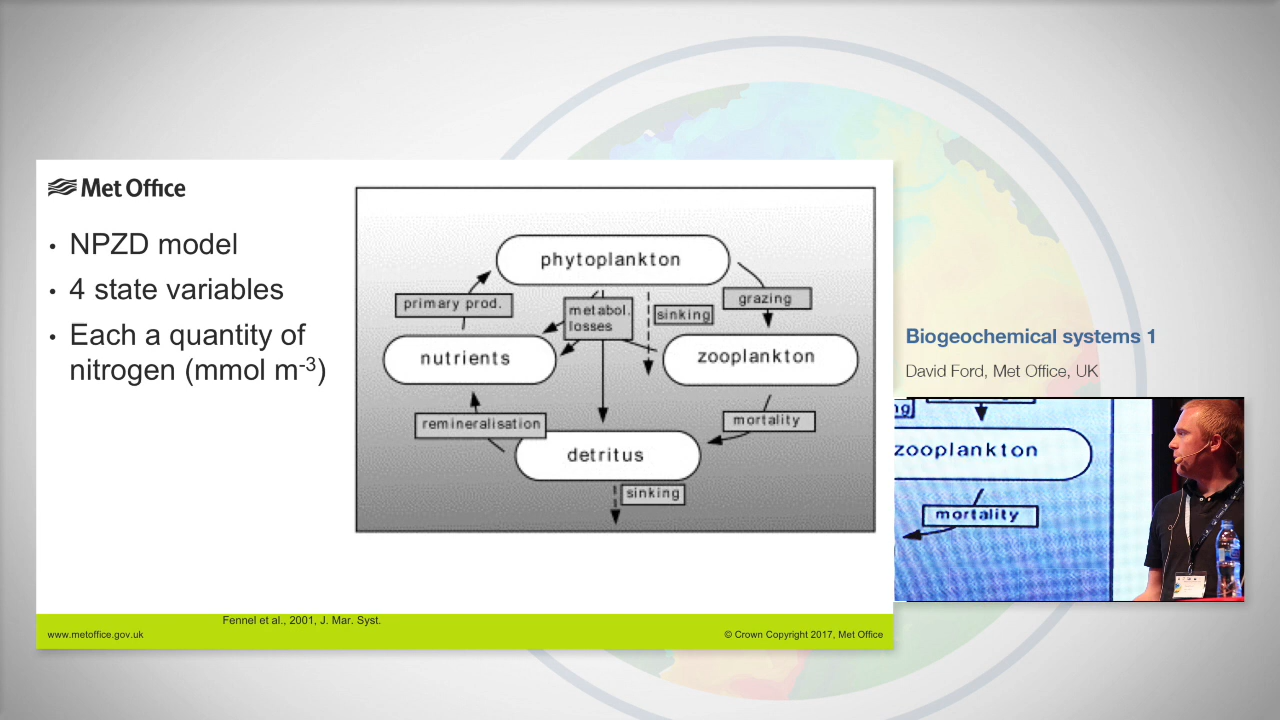 Met Office
• NPZD model
• 4 state variables
• Each a quantity of
nitrogen (mmol m-3)
phytoplankton
primary prod.
metabol.
losses
sinking
grazing
nutrients
zooplankton
remineralisation
mortality
detritus
sinking
Fennel et al., 2001, J. Mar. Syst.
www.metoffice.gov.uk
© Crown Copyright 2017, Met Office
Biogeochemical systems 1
David Ford, Met Office, UK
ng
zooplankton
mortality